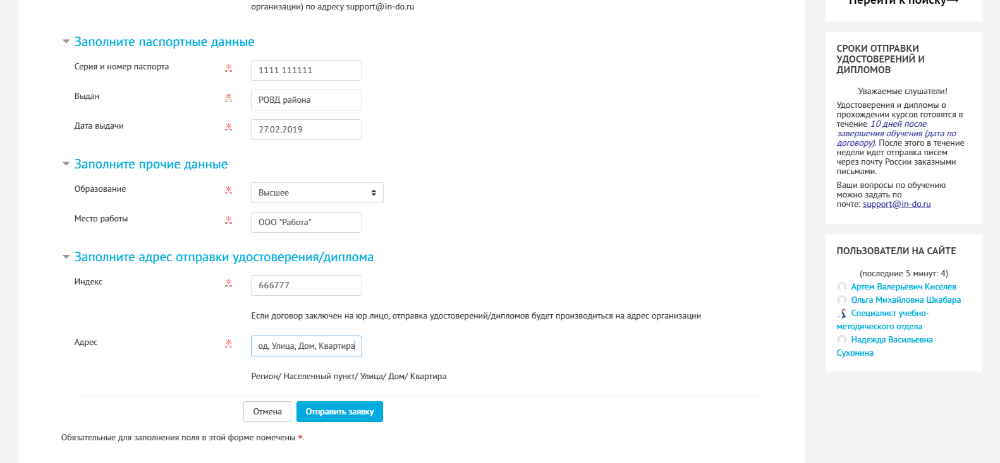 организации) по адресу support@in-do.ru
Заполните паспортные данные
Серия и номер паспорта
*
1111 111111
Выдан
*
РОВД района
Дата выдачи
*
27.02.2019
Заполните прочие данные
Образование
*
Высшее
Место работы
*
ООО "Работа"
Заполните адрес отправки удостоверения/диплома
Индекс
*
666777
Если договор заключен на юр лицо, отправка удостоверений/дипломов будет производиться на адрес организации
Адрес
*
од, Улица, Дом, Квартира
Регион/ Населенный пункт/ Улица/ Дом/ Квартира
Отмена
Отправить заявку
Обязательные для заполнения поля в этой форме помечены *.
Перейти к поиску→
СРОКИ ОТПРАВКИ
УДОСТОВЕРЕНИЙ И
ДИПЛОМОВ
Уважаемые слушатели!
Удостоверения и дипломы о
прохождении курсов готовятся в
течение 10 дней после
завершения обучения (дата по
договору). После этого в течение
недели идет отправка писем
через почту России заказными
письмами.
Ваши вопросы по обучению
можно задать по
почте: support@in-do.ru
ПОЛЬЗОВАТЕЛИ НА САЙТЕ
(последние 5 минут: 4)
Артем Валерьевич Киселев
Ольга Михайловна Шкабара
Специалист учебно-
методического отдела
Надежда Васильевна
Сухонина